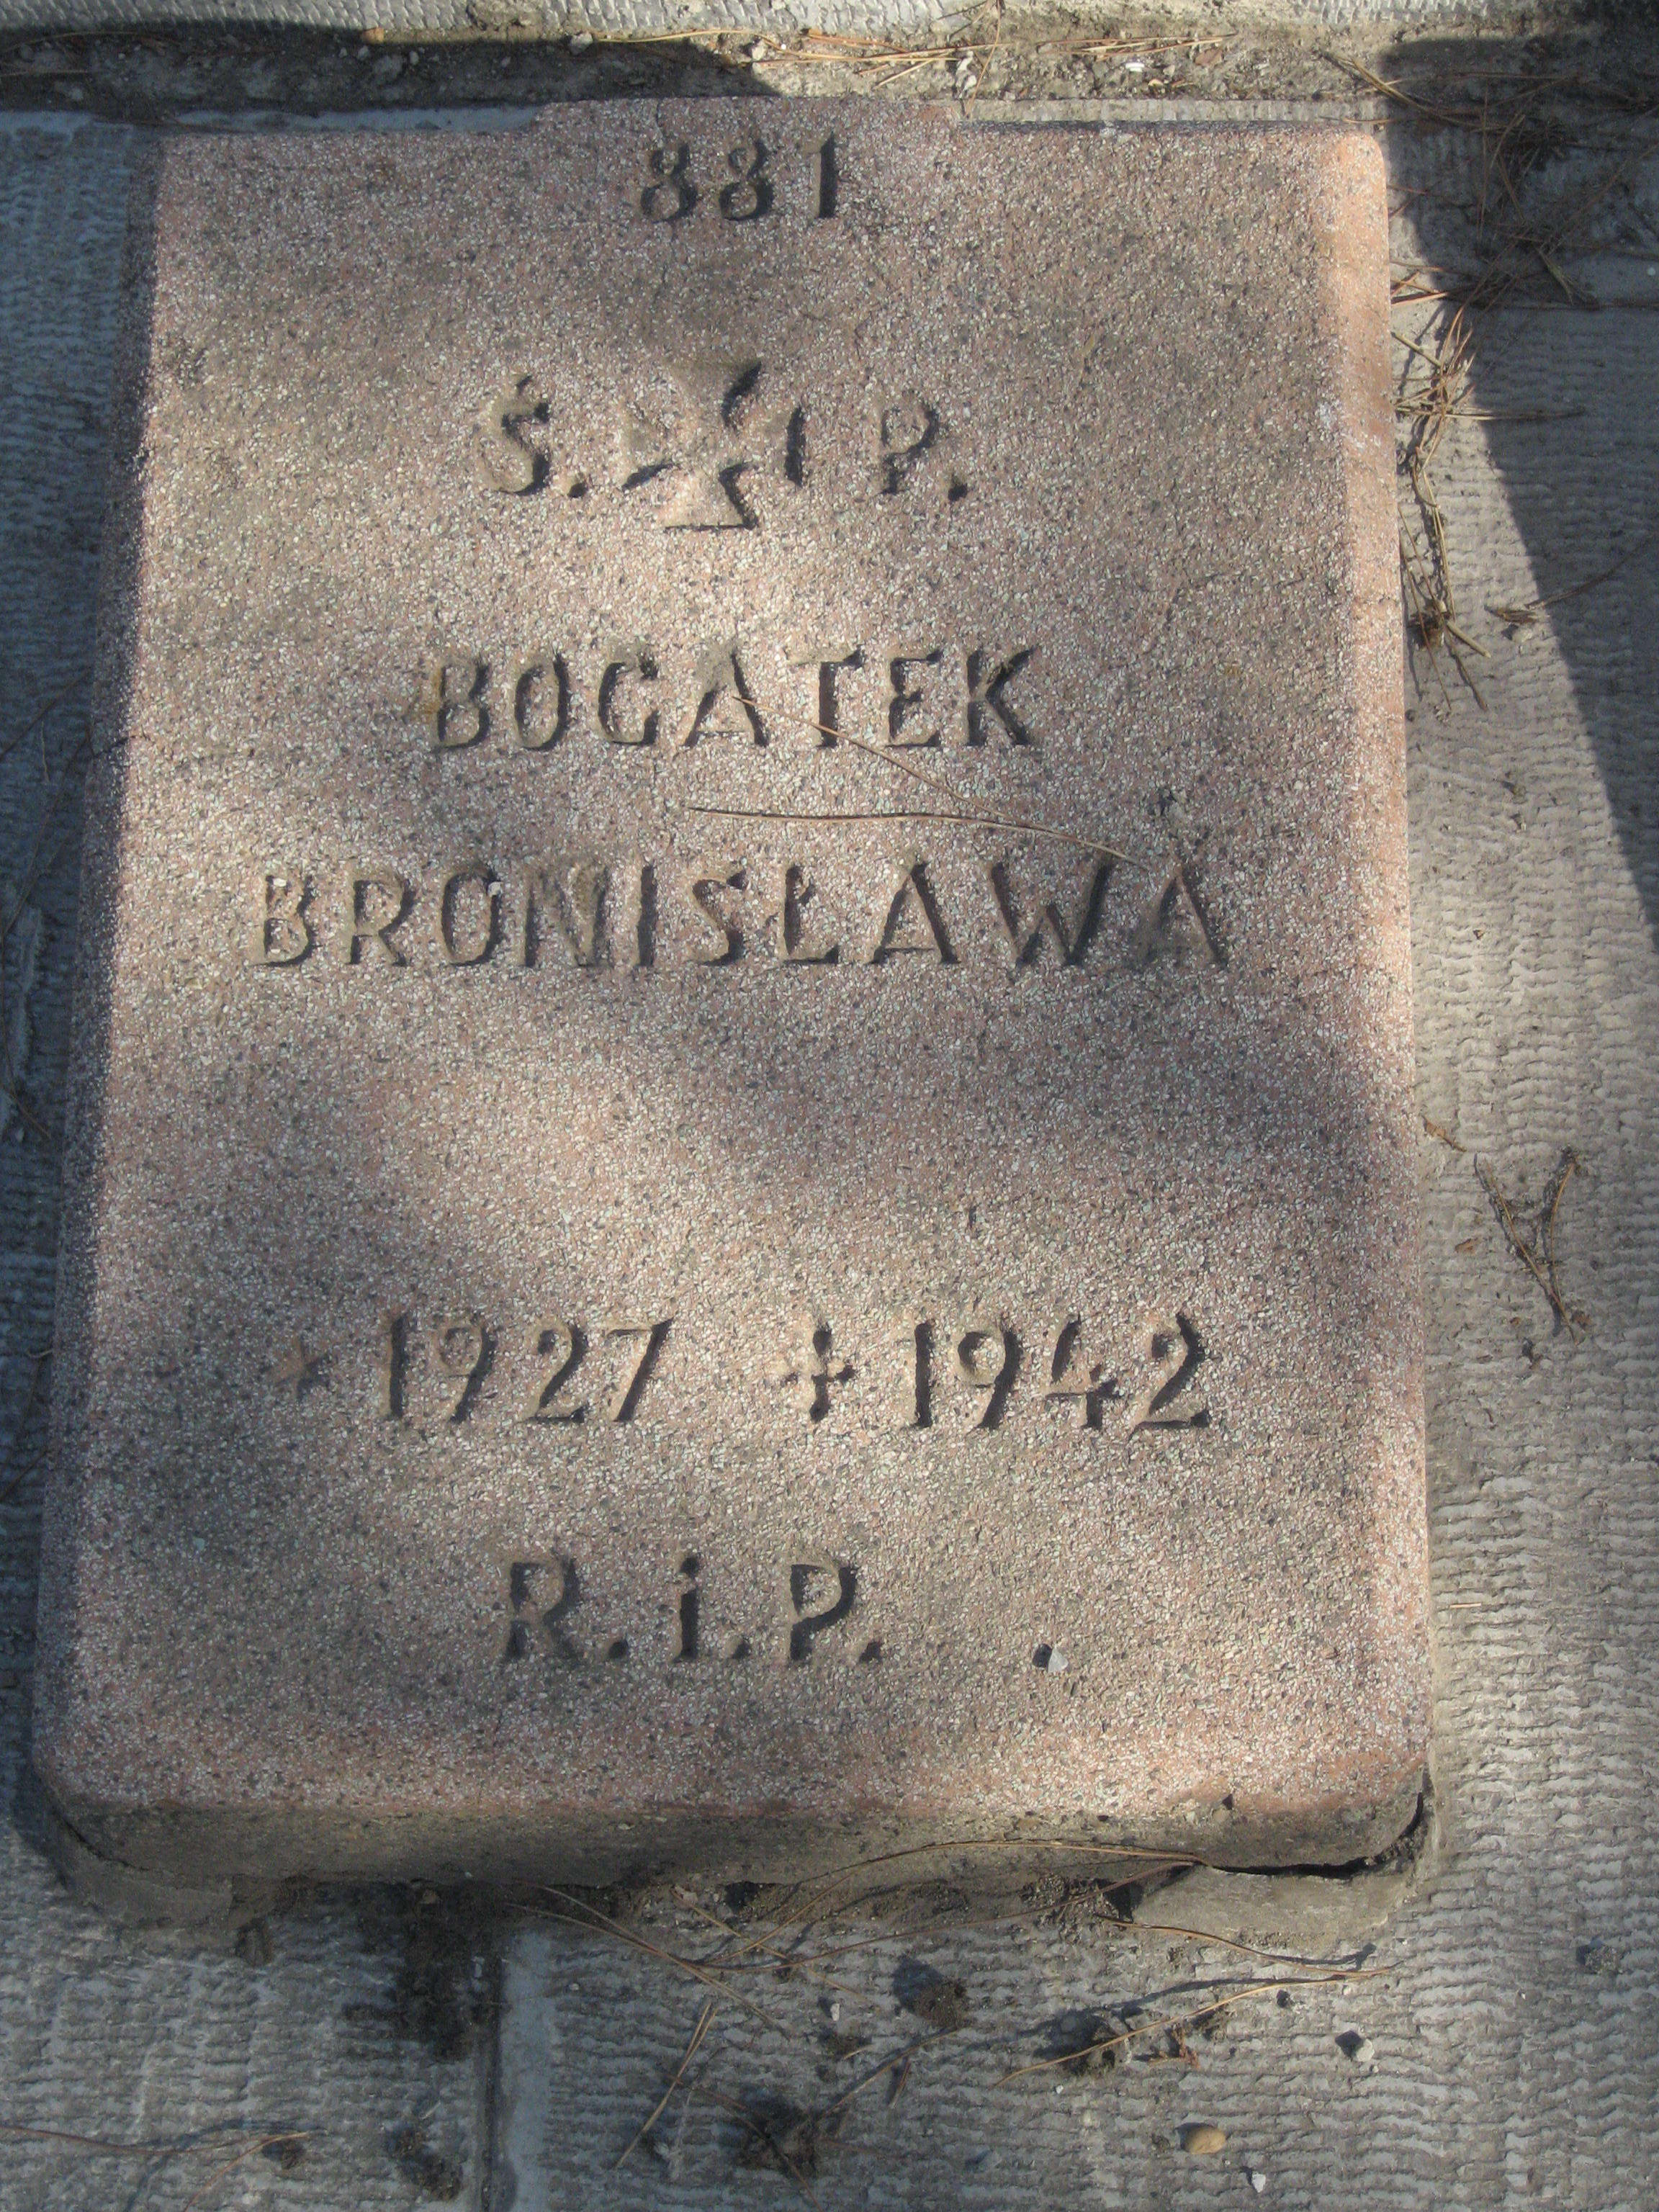 881
Ś. P.
BOGATEK
BRONISŁAWA
* 1927 ✝ 1942
R.i.P.